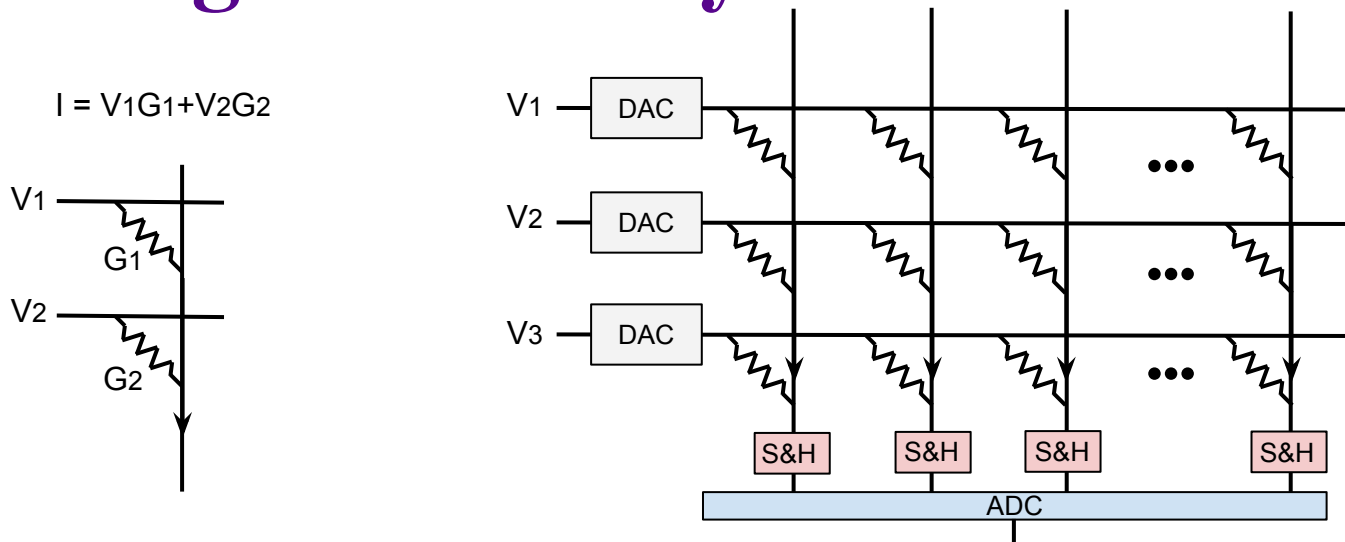 I = V1G1+V2G2
V1
G1
V2
G2
V1 DAC
V2 DAC
V3 DAC
S&H S&H S&H S&H
ADC